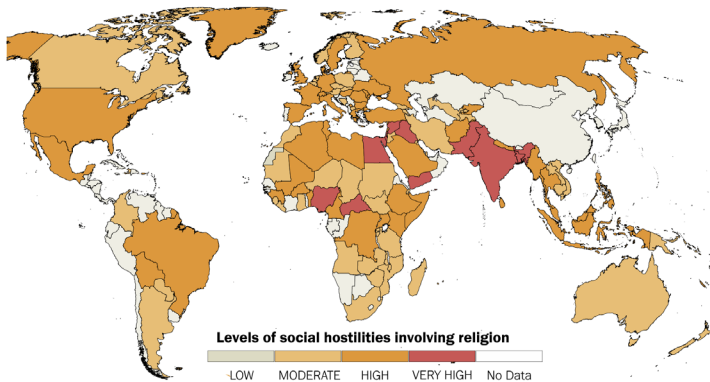 Levels of social hostilities involving religion
LOW MODERATE HIGH VERY HIGH No Data